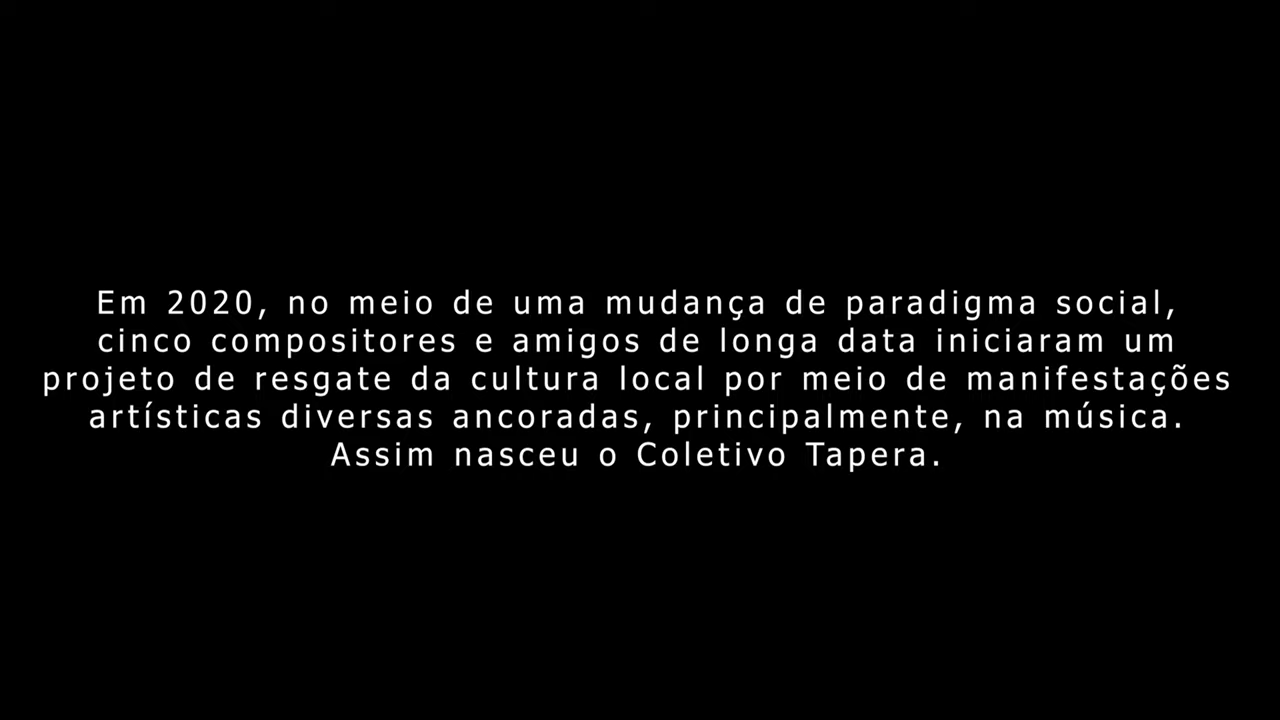 Em 2020, no meio de uma mudança de paradigma social,
cinco compositores e amigos de longa data iniciaram um
projeto de resgate da cultura local por meio de manifestações
artísticas diversas ancoradas, principalmente, na música.
Assim nasceu o Coletivo Tapera.